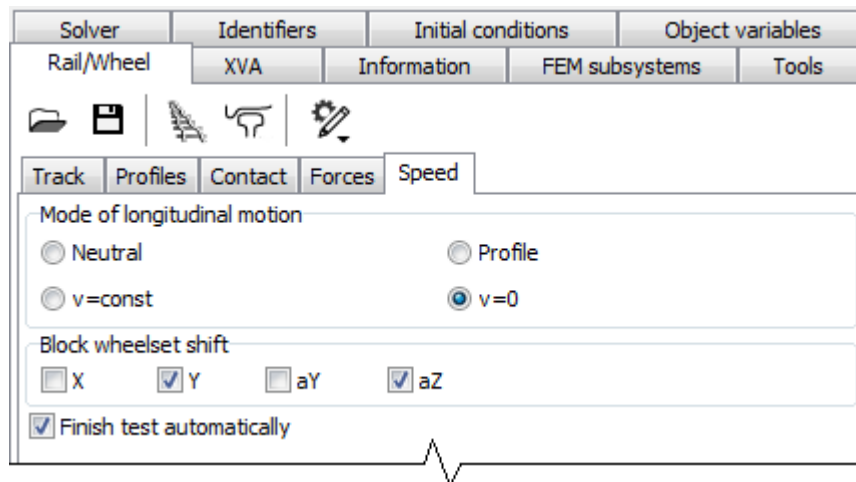 Solver Identifiers Initial conditions Object variables
Rail/Wheel XVA Information FEM subsystems Tools
Track Profiles Contact Forces Speed
Mode of longitudinal motion
Neutral Profile
v=const v=0
Block wheelset shift
X Y aY aZ
Finish test automatically